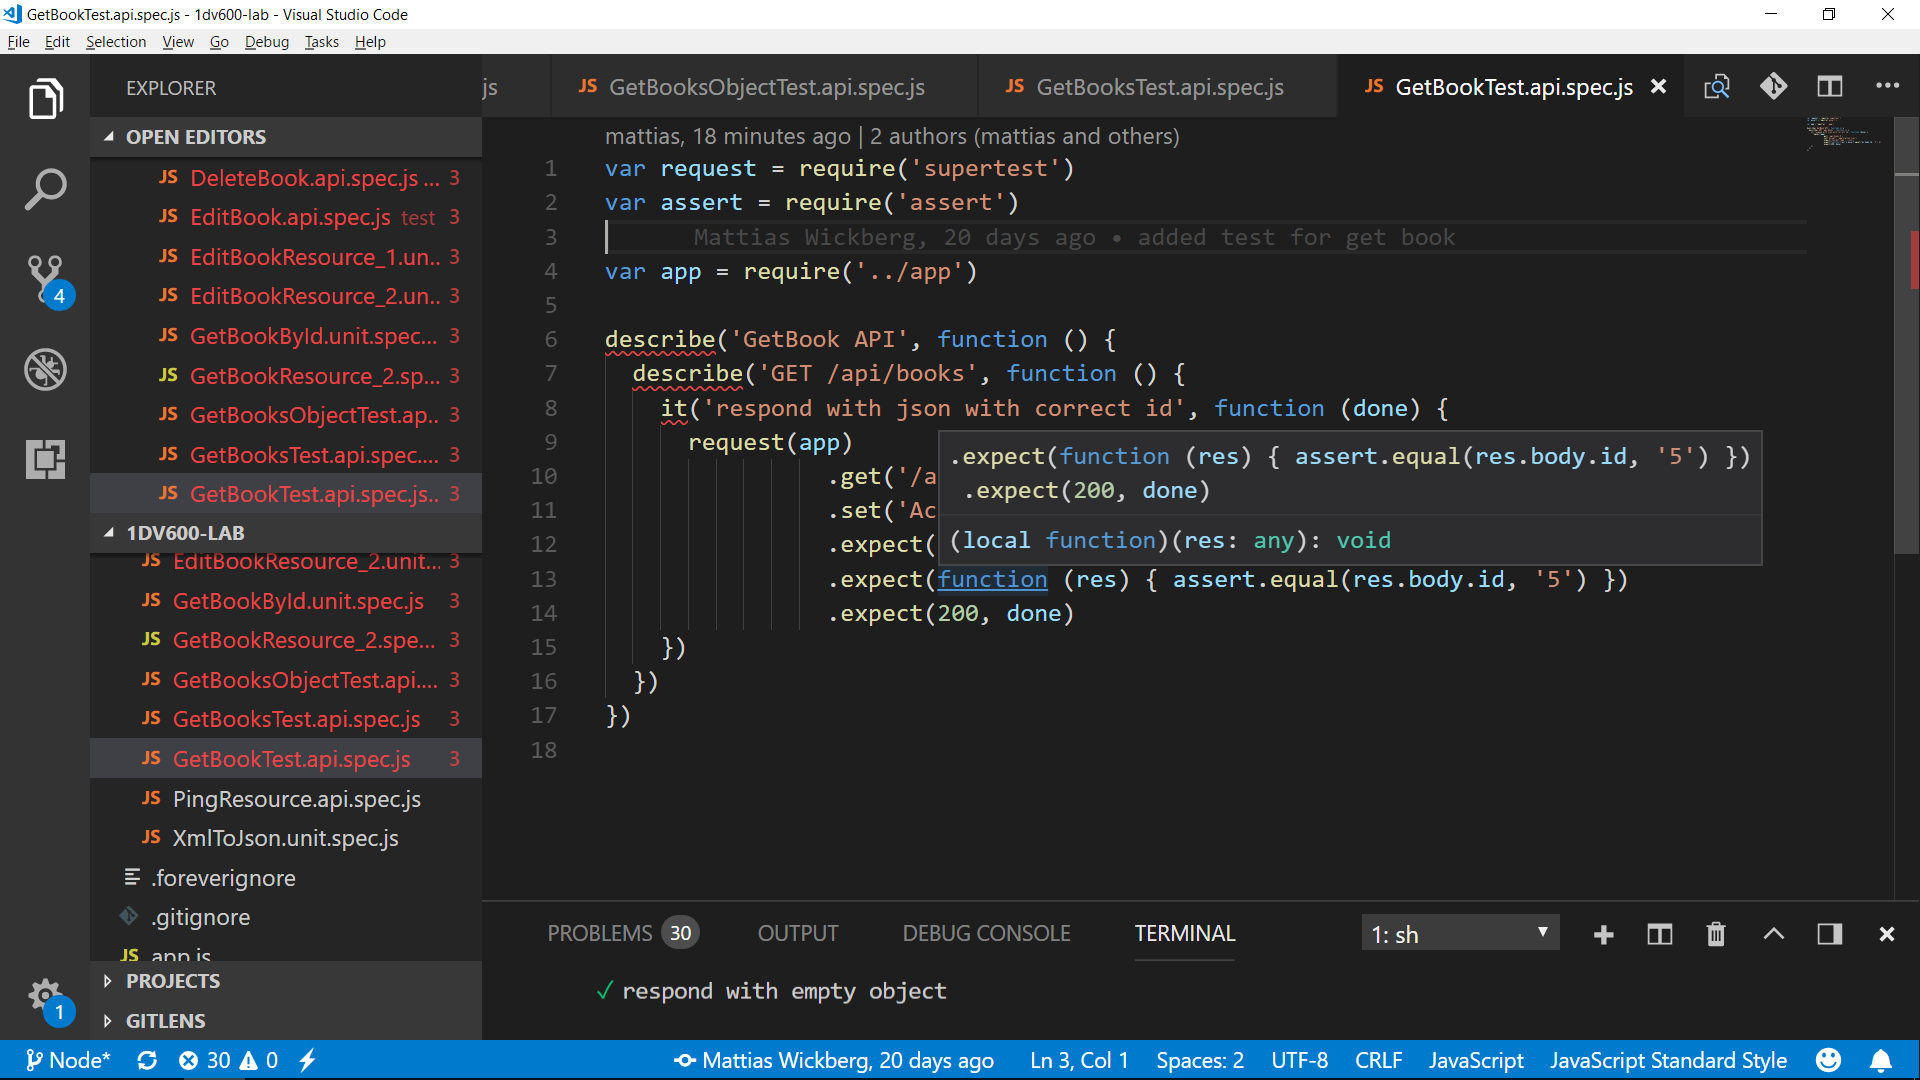 GetBookTest.api.spec.js - 1dv600-lab - Visual Studio Code
File Edit Selection View Go Debug Tasks Help
EXPLORER
OPEN EDITORS
JS DeleteBook.api.spec.js ... 3
JS EditBook.api.spec.js test 3
JS EditBookResource_1.un.. 3
JS EditBookResource_2.un.. 3
JS GetBookById.unit.spec... 3
JS GetBookResource_2.sp... 3
JS GetBooksObjectTest.ap.. 3
JS GetBooksTest.api.spec.... 3
JS GetBookTest.api.spec.js.. 3
1DV600-LAB
JS EditBookResource_2.unit... 3
JS GetBookById.unit.spec.js 3
JS GetBookResource_2.spe... 3
JS GetBooksObjectTest.api.... 3
JS GetBooksTest.api.spec.js 3
JS GetBookTest.api.spec.js 3
JS PingResource.api.spec.js
JS XmlToJson.unit.spec.js
.foreverignore
.gitignore
JS app.js
PROJECTS
GITLENS
4
1
js JS GetBooksObjectTest.api.spec.js JS GetBooksTest.api.spec.js JS GetBookTest.api.spec.js
mattias, 18 minutes ago | 2 authors (mattias and others)
1 var request = require('supertest')
2 var assert = require('assert')
3 Mattias Wickberg, 20 days ago • added test for get book
4 var app = require('../app')
5
6 describe('GetBook API', function () {
7 describe('GET /api/books', function () {
8 it('respond with json with correct id', function (done) {
9 request(app)
10 .get('/a
11 .set('Ac
12 .expect(
13 .expect(function (res) { assert.equal(res.body.id, '5') })
14 .expect(200, done)
15 })
16 })
17 })
18
.expect(function (res) { assert.equal(res.body.id, '5') })
.expect(200, done)
(local function)(res: any): void
PROBLEMS 30 OUTPUT DEBUG CONSOLE TERMINAL 1: sh
✓ respond with empty object
Node* 30 0 Mattias Wickberg, 20 days ago Ln 3, Col 1 Spaces: 2 UTF-8 CRLF JavaScript JavaScript Standard Style